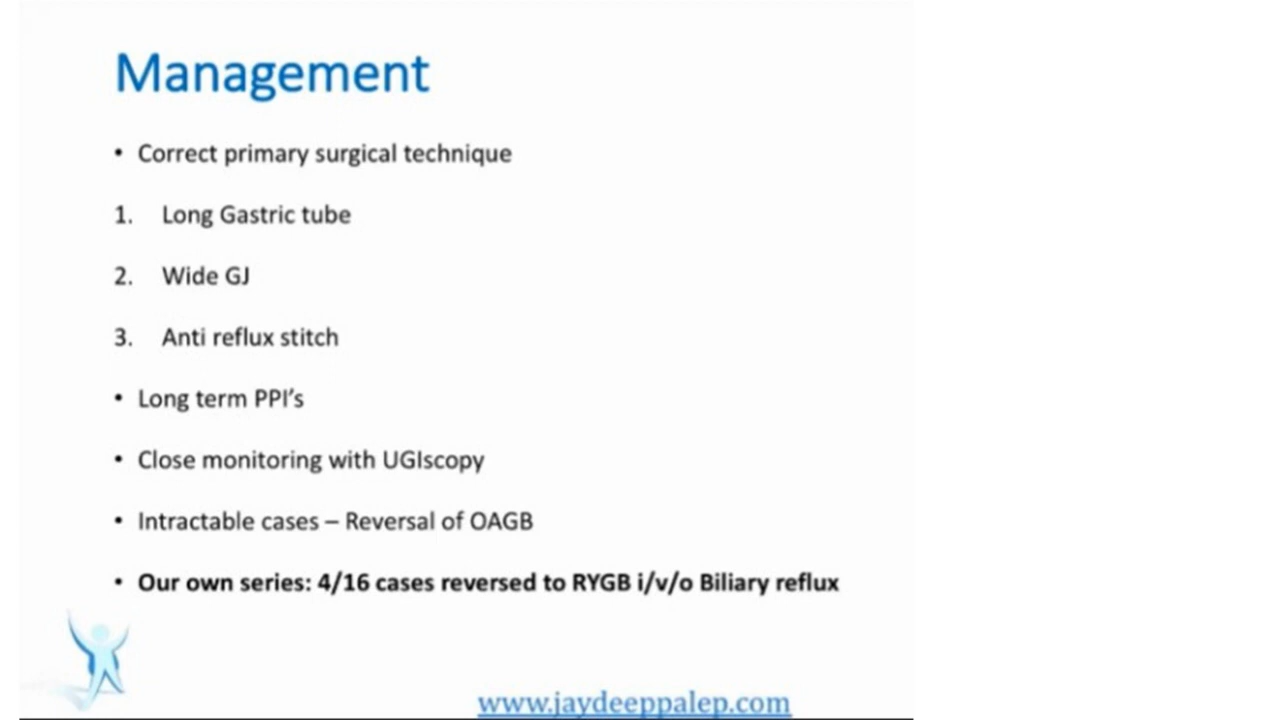 Management
• Correct primary surgical technique
1. Long Gastric tube
2. Wide GJ
3. Anti reflux stitch
• Long term PPI's
• Close monitoring with UGIscopy
• Intractable cases – Reversal of OAGB
• Our own series: 4/16 cases reversed to RYGB i/v/o Biliary reflux
www.jaydeeppalep.com